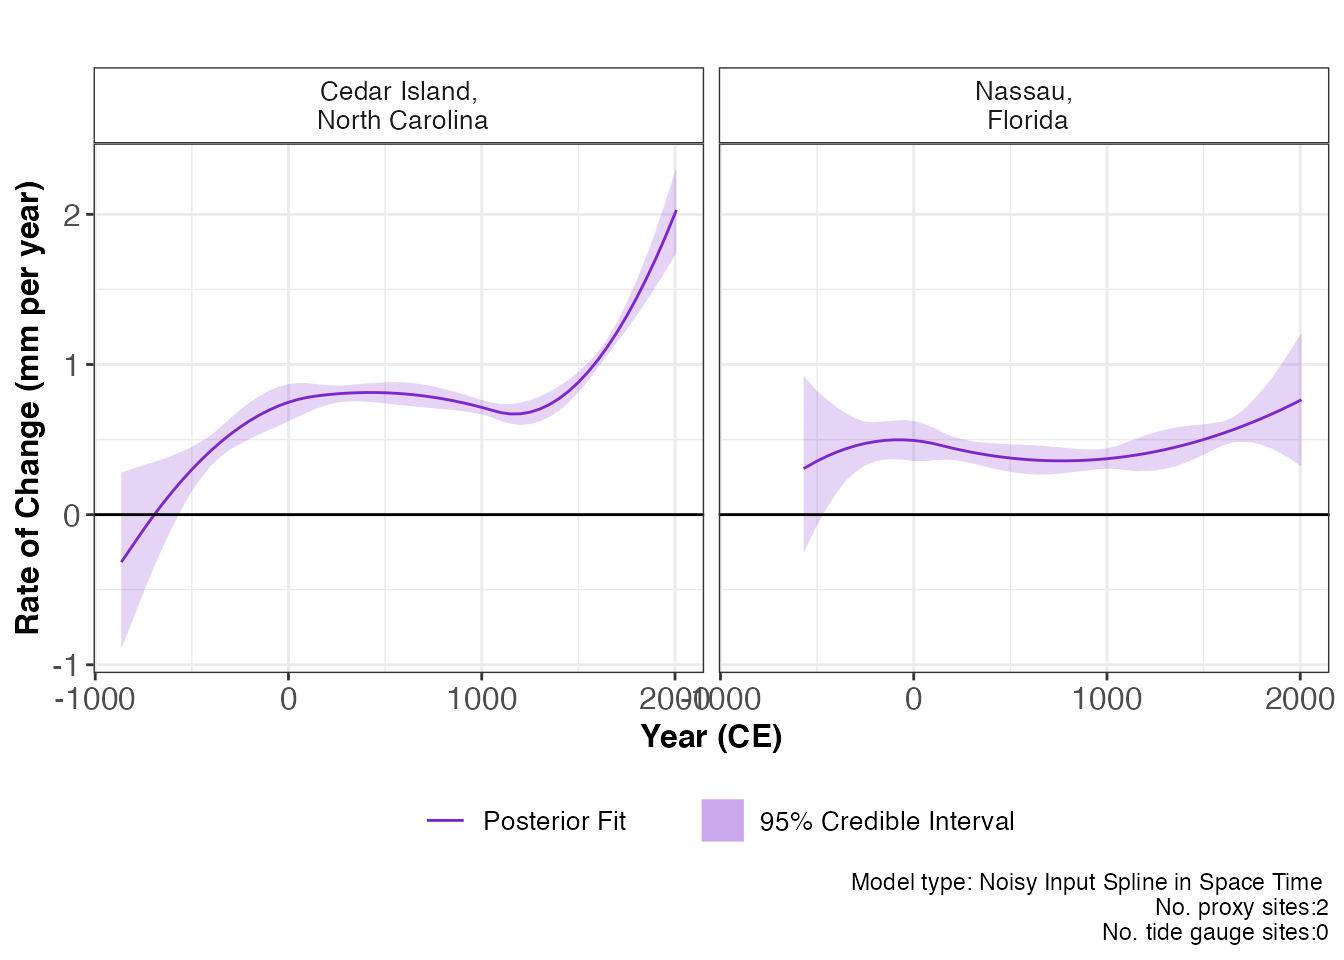 Cedar Island,
North Carolina
Nassau,
Florida
Rate of Change (mm per year)
2
1
0
-1
-1000 0 1000 2000
-1000 0 1000 2000
Year (CE)
Posterior Fit
95% Credible Interval
Model type: Noisy Input Spline in Space Time
No. proxy sites:2
No. tide gauge sites:0